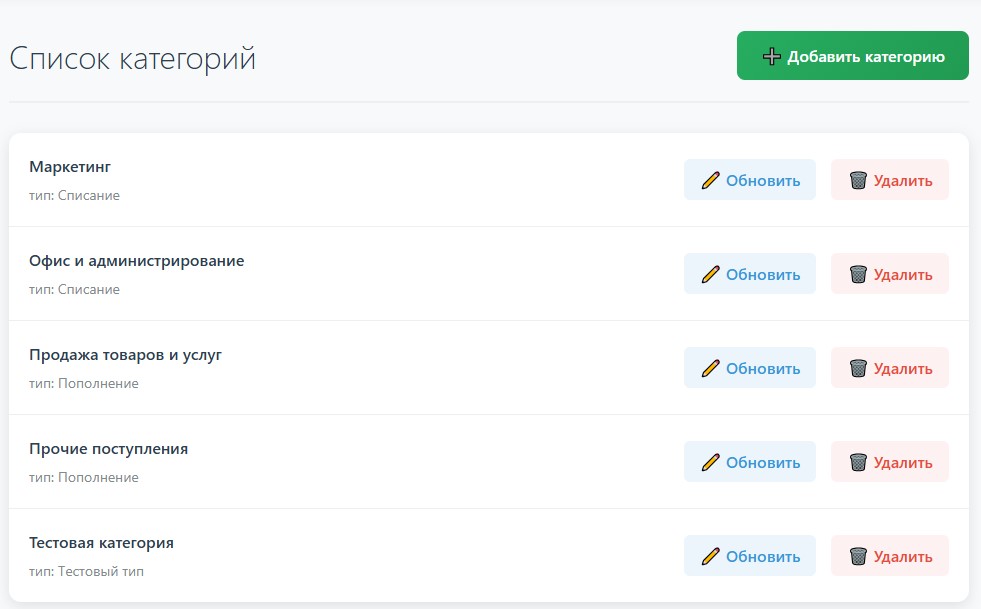 Список категорий
Добавить категорию
Маркетинг
тип: Списание
Обновить
Удалить
Офис и администрирование
тип: Списание
Обновить
Удалить
Продажа товаров и услуг
тип: Пополнение
Обновить
Удалить
Прочие поступления
тип: Пополнение
Обновить
Удалить
Тестовая категория
тип: Тестовый тип
Обновить
Удалить